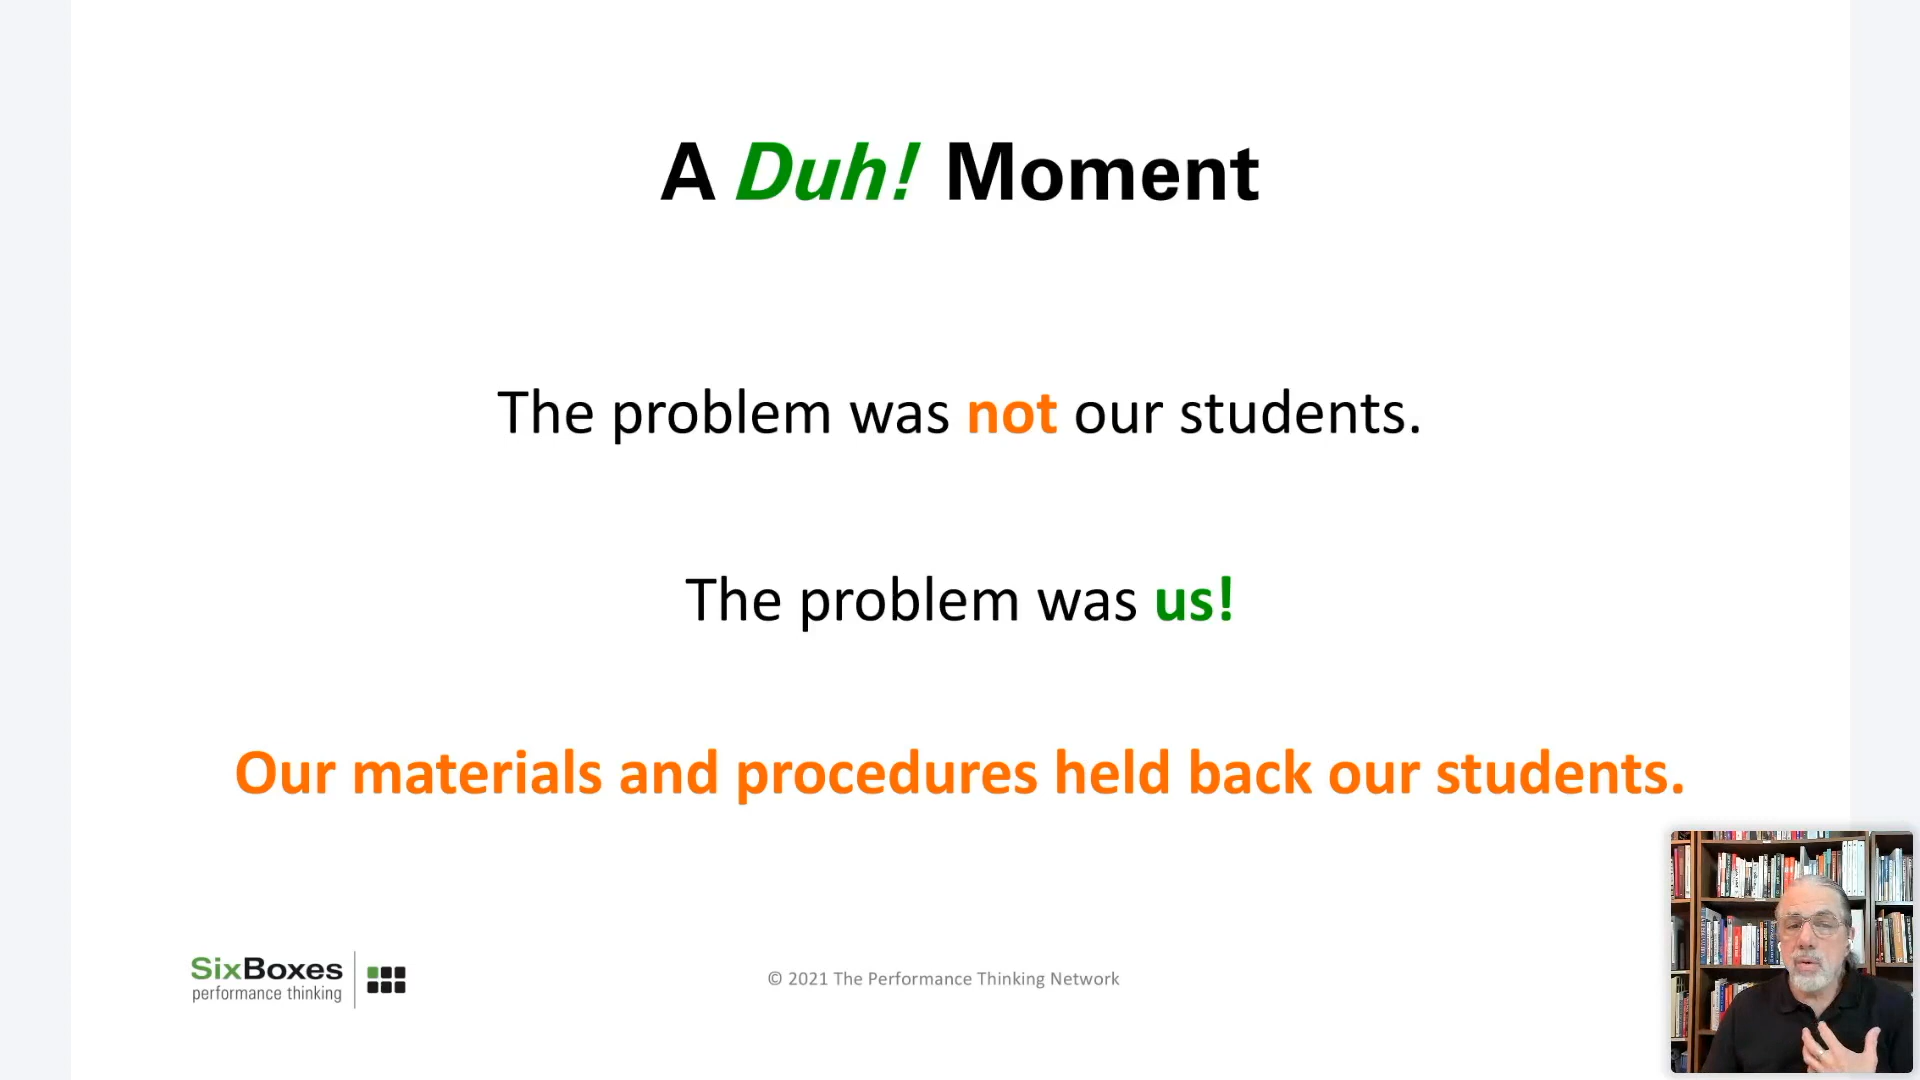 A Duh! Moment
The problem was not our students.
The problem was us!
Our materials and procedures held back our students.
SixBoxes
performance thinking
© 2021 The Performance Thinking Network